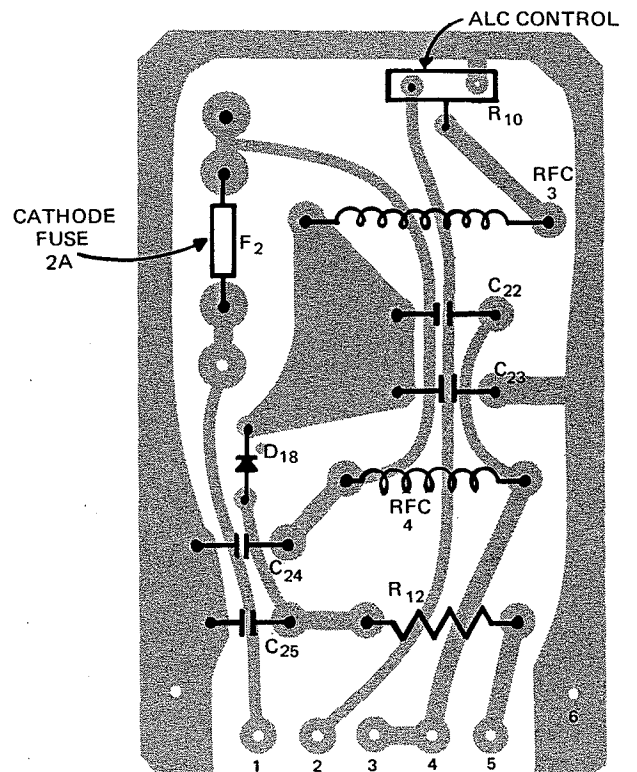 ALC CONTROL
R10
RFC
3
CATHODE
FUSE
2A
F2
C22
C23
D18
RFC
4
C24
R12
C25
6
1 2 3 4 5